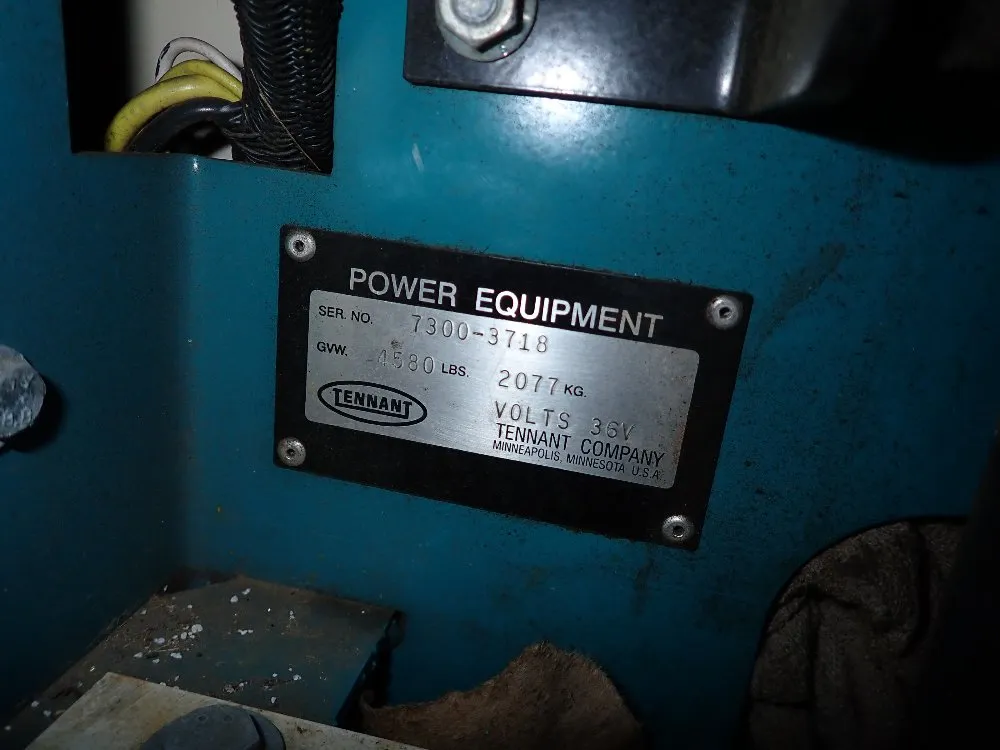 POWER EQUIPMENT
SER. NO. 7300-3718
GVW. 4580 LBS. 2077 KG.
TENNANT
VOLTS 36V
TENNANT COMPANY
MINNEAPOLIS, MINNESOTA U.S.A.